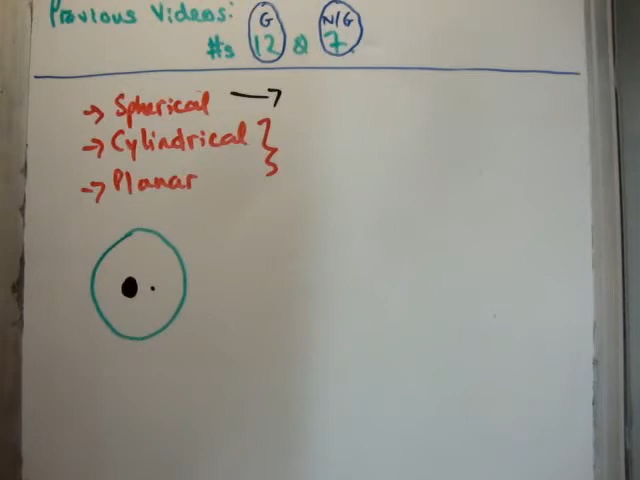 Previous Videos: G N/G
#s 12 & 7
→ Spherical →
→ Cylindrical }
→ Planar